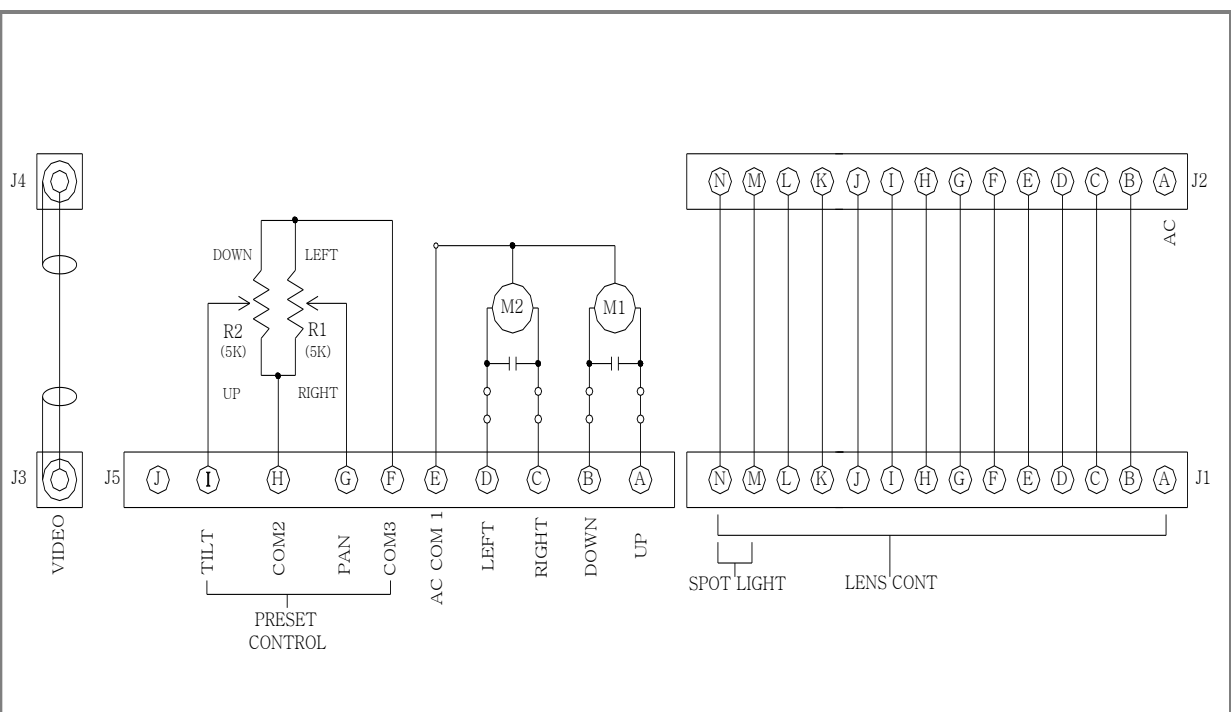 J4
N M L K J I H G F E D C B A
J2
AC
DOWN
LEFT
M2
M1
R2
(5K)
R1
(5K)
UP
RIGHT
J3
J5
J I H G F E D C B A
N M L K J I H G F E D C B A
J1
VIDEO
TILT
COM2
PAN
COM3
AC COM 1
LEFT
RIGHT
DOWN
UP
SPOT LIGHT
LENS CONT
PRESET
CONTROL